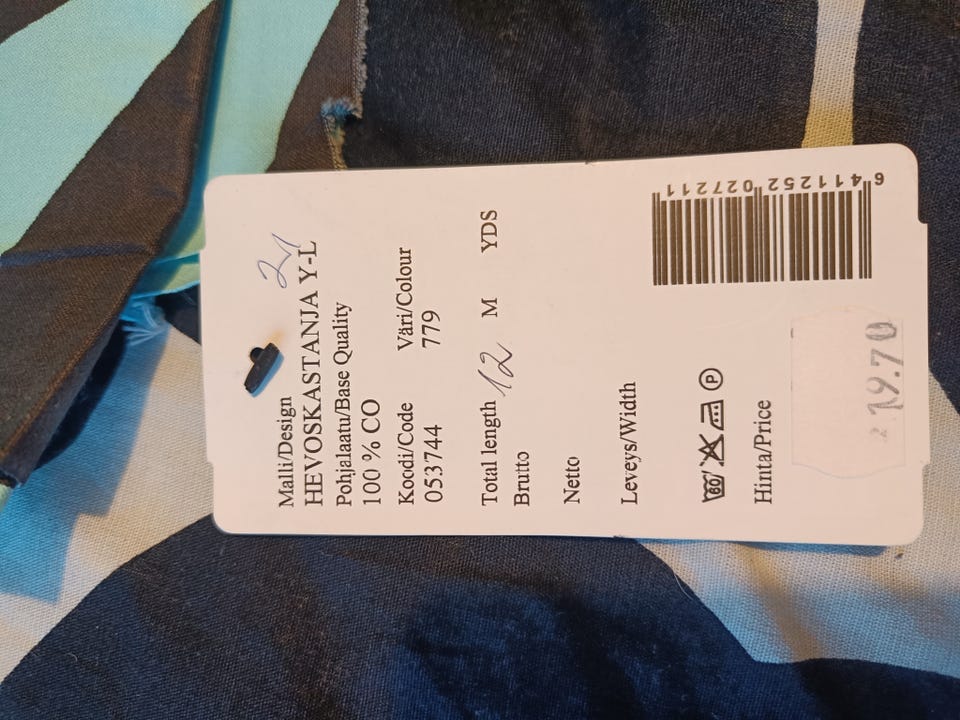 21
Malli/Design
HEVOSKASTANJA Y-L
Pohjalaatu/Base Quality
100 % CO
Koodi/Code Väri/Colour
053744 779
Total length 12 M YDS
Brutto
Netto
Leveys/Width
60
P
Hinta/Price
19.70
6 411252 027211